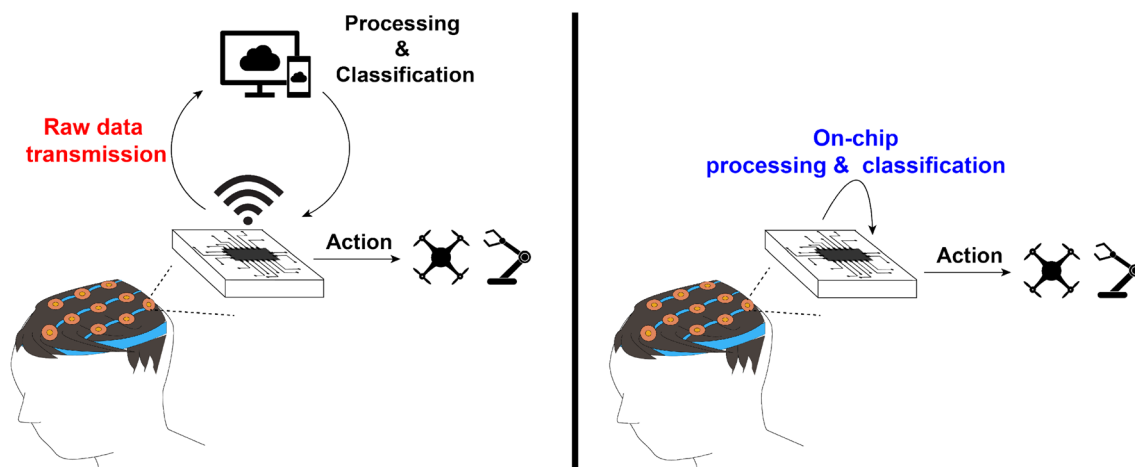 Processing
&
Classification
Raw data
transmission
Action
On-chip
processing & classification
Action